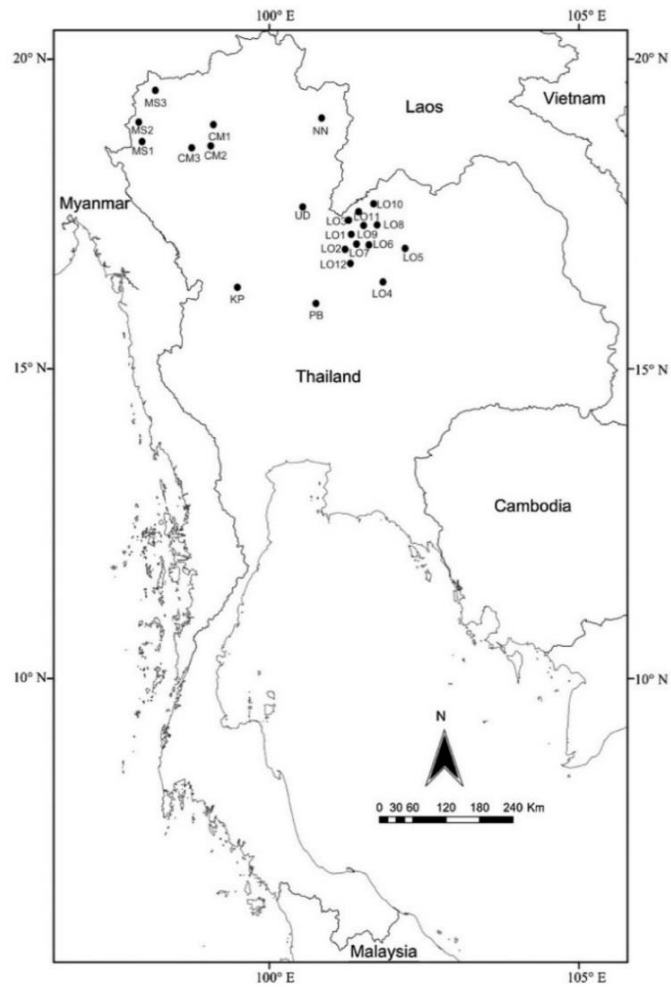 100° E
105° E
20° N
20° N
MS3
Laos
Vietnam
MS2
CM1
NN
MS1
CM3
CM2
Myanmar
LO10
UD
LO11
LO3
LO8
LO1
LO9
LO2
LO6
LO7
LO5
LO12
KP
LO4
PB
15° N
15° N
Thailand
Cambodia
10° N
10° N
N
0 30 60 120 180 240 Km
Malaysia
100° E
105° E